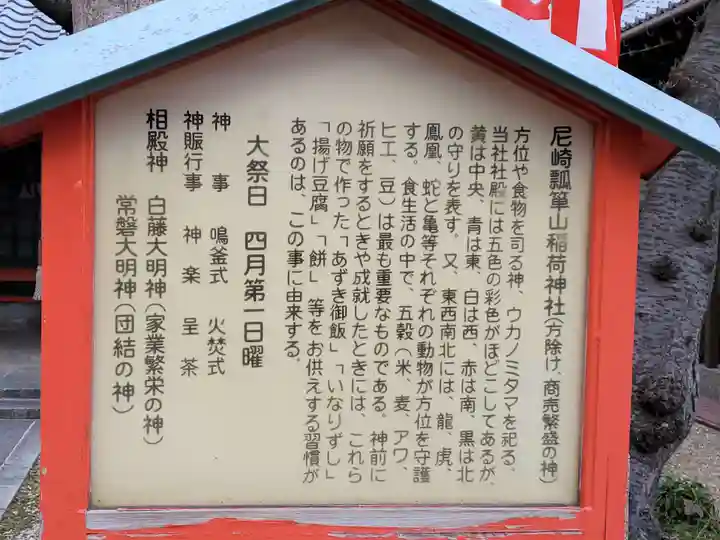 尼崎瓢箪山稲荷神社(方除け、商売繁盛の神)
方位や食物を司る神、ウカノミタマを祀る。
当社社殿には五色の彩色がほどこしてあるが、
黄は中央、青は東、白は西、赤は南、黒は北
の守りを表す。又、東西南北には、龍、虎、
鳳凰、蛇と亀等それぞれの動物が方位を守護
する。食生活の中で、五穀(米、麦、アワ、
ヒエ、豆)は最も重要なものである。神前に
祈願をするときや成就したときには、これら
の物で作った「あずき御飯」「いなりずし」
「揚げ豆腐」「餅」等をお供えする習慣が
あるのは、この事に由来する。
大祭日 四月第一日曜
神事 鳴釜式 火焚式
神賑行事 神楽 呈茶
相殿神 白藤大明神(家業繁栄の神)
常磐大明神(団結の神)